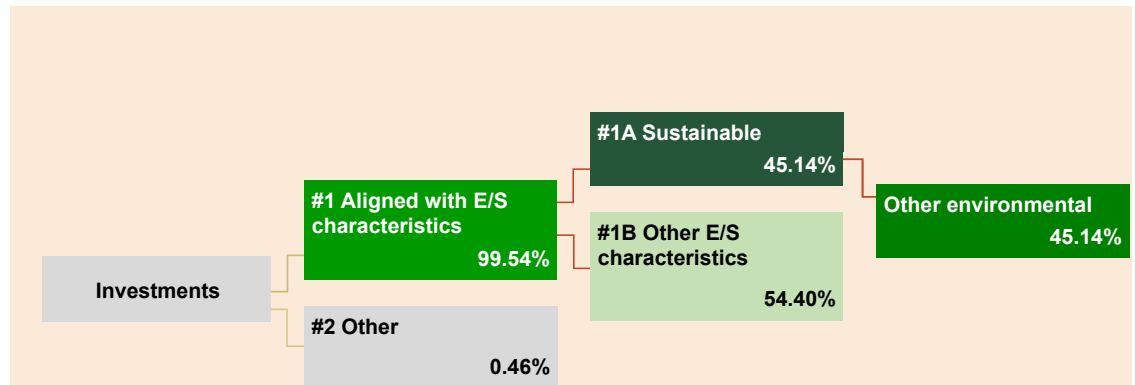 #1A Sustainable
45.14%
#1 Aligned with E/S
characteristics
99.54%
Other environmental
45.14%
#1B Other E/S
characteristics
54.40%
Investments
#2 Other
0.46%